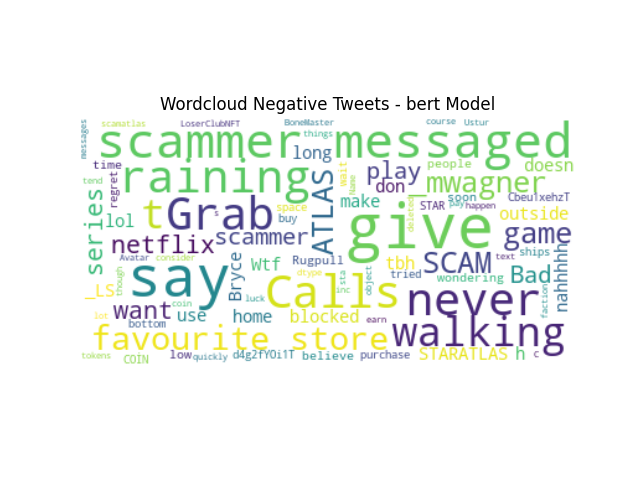 Wordcloud Negative Tweets - bert Model
messages scamatlas LoserClubNFT BoneMaster course Ustur
scammer things messaged
time raining long wait Name play people doesn
tend regret don _mwagner
series lol t Grab s ATLAS make deleted STAR soon pay happen CbeulxehzT
space buy give outside
netflix scammer game
Avatar consider Wtf Rugpull tbh SCAM text ships
though say Bryce dtype sta tried wondering Bad nahhhhh
_LS luck Calls inc object never faction
want coin use home blocked earn walking
lot bottom
favourite store
tokens COIN low quickly d4g2fYOi1T believe purchase STARATLAS h c